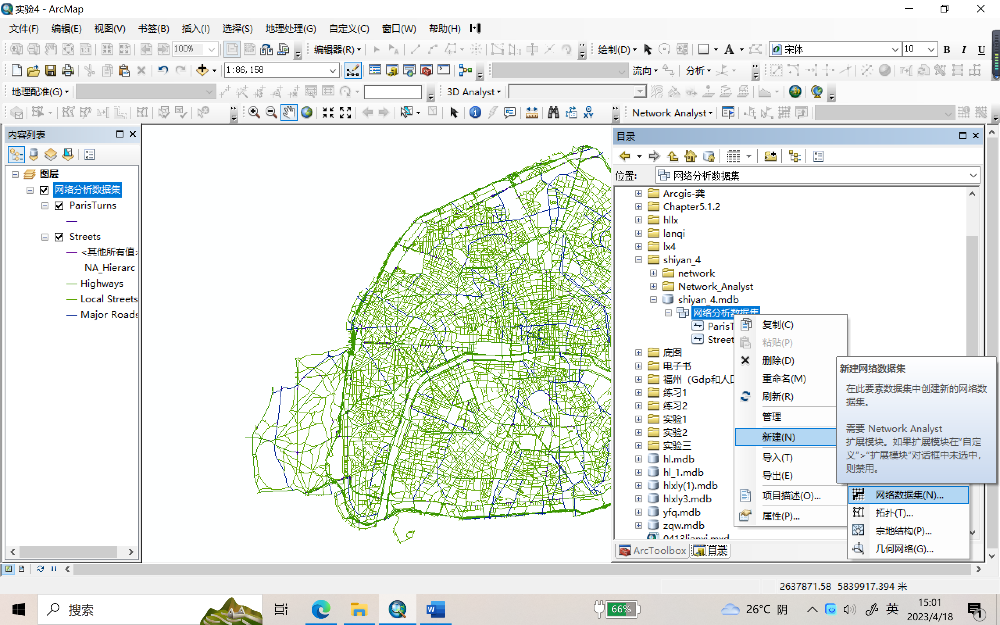 实验4 - ArcMap
文件(F) 编辑(E) 视图(V) 书签(B) 插入(I) 选择(S) 地理处理(G) 自定义(C) 窗口(W) 帮助(H)
100% 编辑器(R) 绘制(D) A 宋体 10 B I U
1:86,158 流向 分析
地理配准(G) 3D Analyst
Network Analyst
内容列表
图层
网络分析数据集
ParisTurns
Streets
<其他所有值>
NA_Hierarc
Highways
Local Streets
Major Roads
目录
位置: 网络分析数据集
Arcgis-龚
Chapter5.1.2
hllx
lanqi
lx4
shiyan_4
network
Network_Analyst
shiyan_4.mdb
网络分析数据集
ParisT
Street
底图
电子书
福州（Gdp和人口
练习1
练习2
实验1
实验2
实验三
hl.mdb
hl_1.mdb
hlxly(1).mdb
hlxly3.mdb
yfq.mdb
zqw.mdb
0413lianxi.mxd
复制(C)
粘贴(P)
删除(D)
重命名(M)
刷新(R)
管理
新建(N)
导入(T)
导出(E)
项目描述(O)...
属性(P)...
新建网络数据集
在此要素数据集中创建新的网络数
据集。
需要 Network Analyst
扩展模块。如果扩展模块在“自定
义”>“扩展模块”对话框中未选中，
则禁用。
网络数据集(N)...
拓扑(T)...
宗地结构(P)...
几何网络(G)...
ArcToolbox 目录
2637871.58 5839917.394 米
搜索
66%
26°C 阴
英
15:01
2023/4/18
1